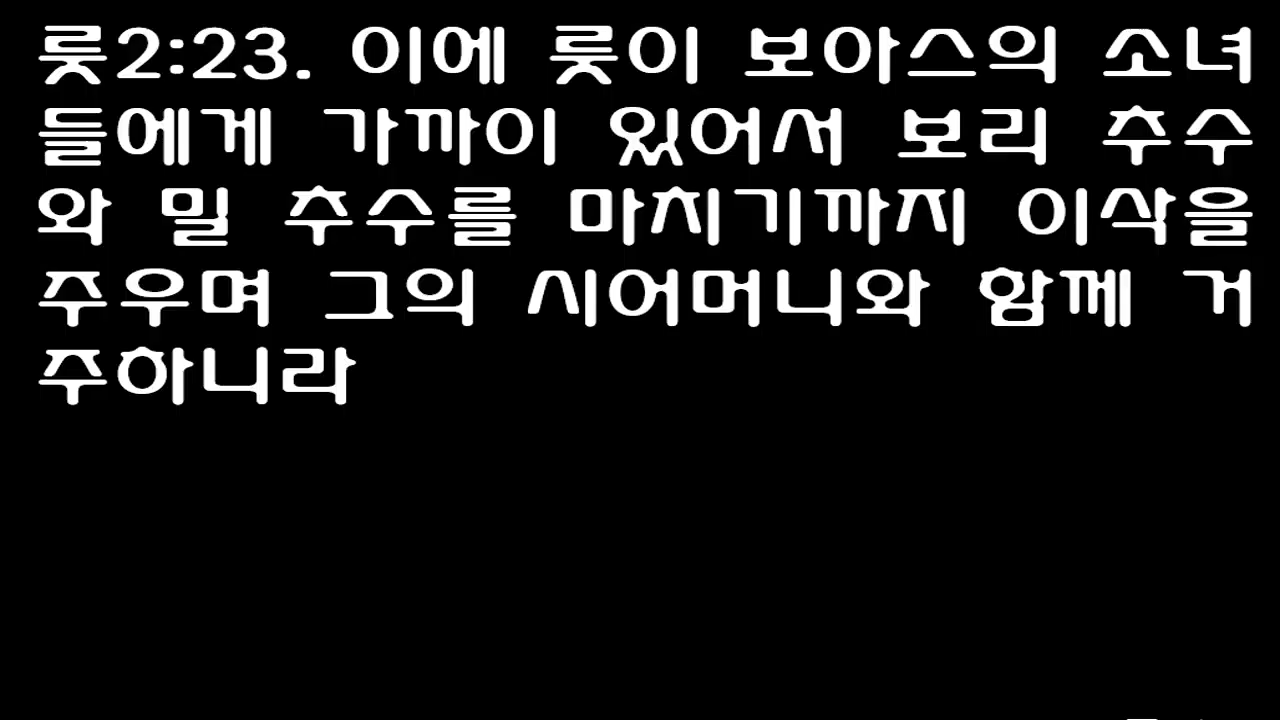 룻2:23. 이에 룻이 보아스의 소녀
들에게 가까이 있어서 보리 추수
와 밀 추수를 마치기까지 이삭을
주우며 그의 시어머니와 함께 거
주하니라